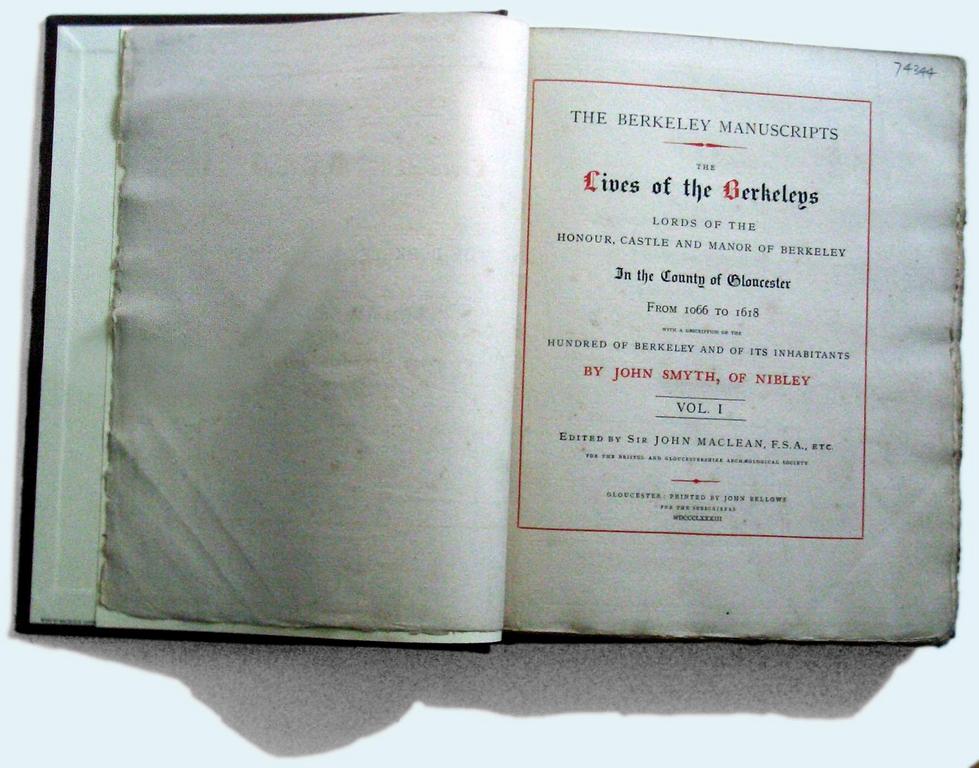 74344
THE BERKELEY MANUSCRIPTS
THE
Lives of the Berkeleys
LORDS OF THE
HONOUR, CASTLE AND MANOR OF BERKELEY
In the County of Gloucester
FROM 1066 TO 1618
WITH A DESCRIPTION OF THE
HUNDRED OF BERKELEY AND OF ITS INHABITANTS
BY JOHN SMYTH, OF NIBLEY
VOL. I
EDITED BY SIR JOHN MACLEAN, F.S.A., ETC.
FOR THE BRISTOL AND GLOUCESTERSHIRE ARCHÆOLOGICAL SOCIETY
GLOUCESTER: PRINTED BY JOHN BELLOWS
FOR THE SUBSCRIBERS
MDCCCLXXXIII